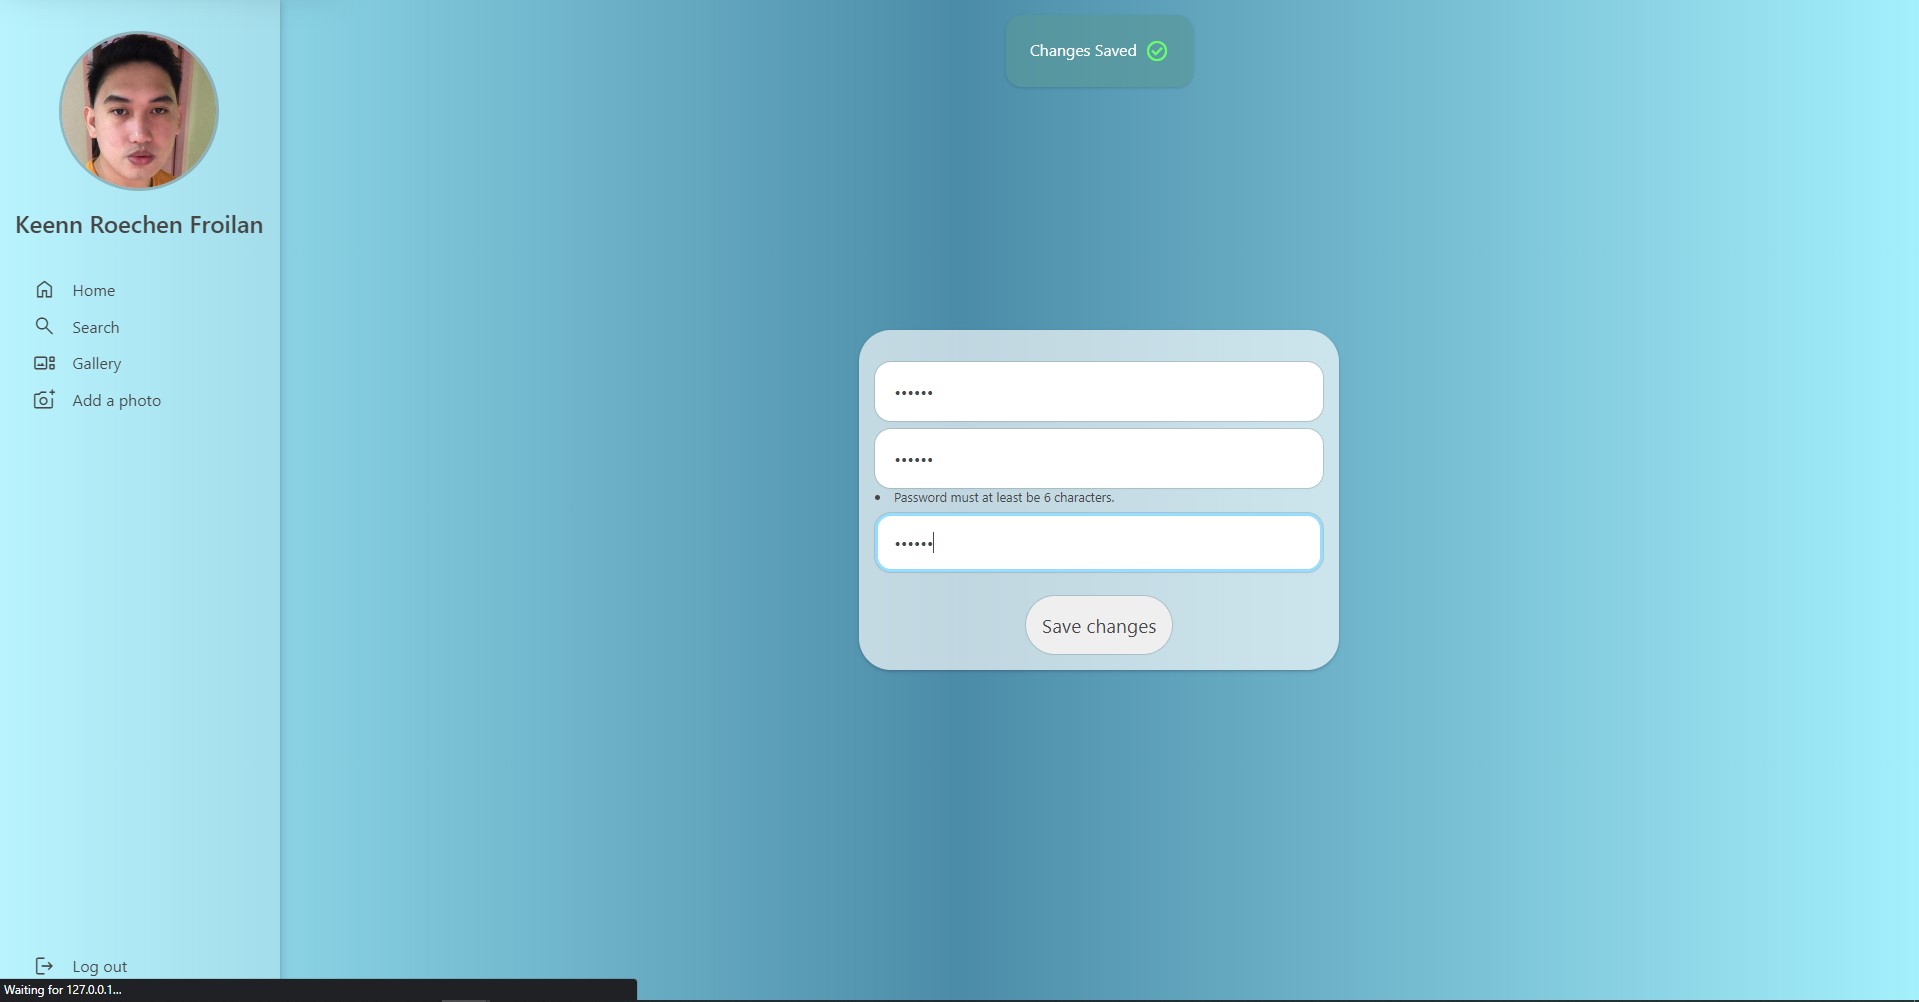 Changes Saved
Keenn Roechen Froilan
Home
Search
Gallery
Add a photo
••••••
••••••
• Password must at least be 6 characters.
••••••
Save changes
Log out
Waiting for 127.0.0.1...